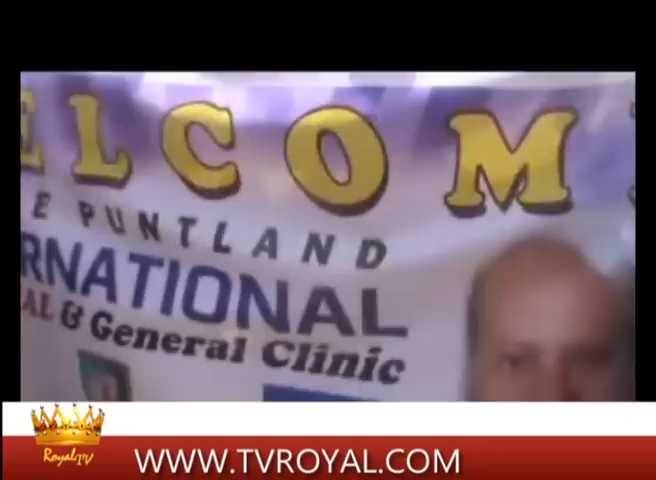 ELCOM
E PUNTLAND
RNATIONAL
AL & General Clinic
RoyalTV
WWW.TVROYAL.COM